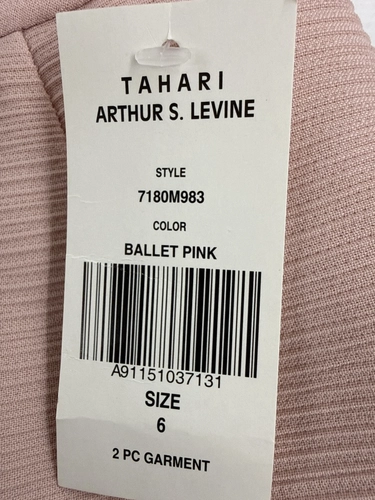 TAHARI
ARTHUR S. LEVINE
STYLE
7180M983
COLOR
BALLET PINK
A91151037131
SIZE
6
2 PC GARMENT